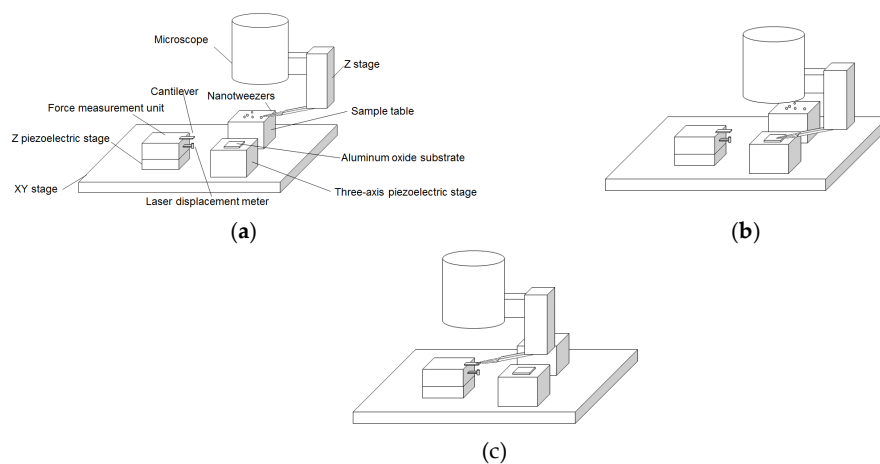 Microscope
Z stage
Cantilever
Nanotweezers
Force measurement unit
Sample table
Z piezoelectric stage
Aluminum oxide substrate
XY stage
Three-axis piezoelectric stage
Laser displacement meter
(a)
(b)
(c)